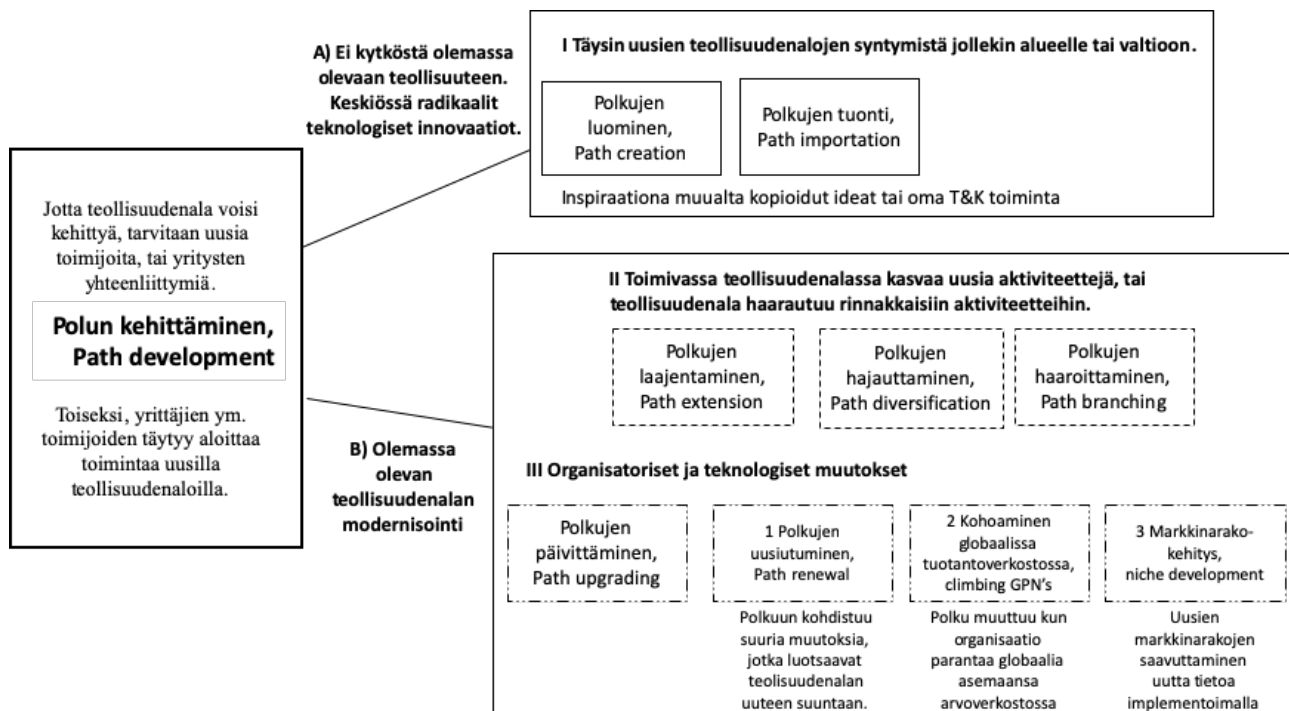 Jotta teollisuudenala voisi
kehittyä, tarvitaan uusia
toimijoita, tai yritysten
yhteenliittymiä.
Polun kehittäminen,
Path development
Toiseksi, yrittäjien ym.
toimijoiden täytyy aloittaa
toimintaa uusilla
teollisuudenaloilla.
A) Ei kytköstä olemassa
olevaan teollisuuteen.
Keskiössä radikaalit
teknologiset innovaatiot.
I Täysin uusien teollisuudenalojen syntymistä jollekin alueelle tai valtioon.
Polkujen
luominen,
Path creation
Polkujen tuonti,
Path importation
Inspiraationa muualta kopioidut ideat tai oma T&K toiminta
B) Olemassa
olevan
teollisuudenalan
modernisointi
II Toimivassa teollisuudenalassa kasvaa uusia aktiviteettejä, tai
teollisuudenala haarautuu rinnakkaisiin aktiviteetteihin.
Polkujen
laajentaminen,
Path extension
Polkujen
hajauttaminen,
Path diversification
Polkujen
haaroittaminen,
Path branching
III Organisatoriset ja teknologiset muutokset
Polkujen
päivittäminen,
Path upgrading
1 Polkujen
uusiutuminen,
Path renewal
2 Kohoaminen
globaalissa
tuotantoverkostossa,
climbing GPN's
3 Markkinarako-
kehitys,
niche development
Polkuun kohdistuu
suuria muutoksia,
jotka luotsaavat
teolisuudenalan
uuteen suuntaan.
Polku muuttuu kun
organisaatio
parantaa globaalia
asemaansa
arvoverkostossa
Uusien
markkinarakojen
saavuttaminen
uutta tietoa
implementoimalla